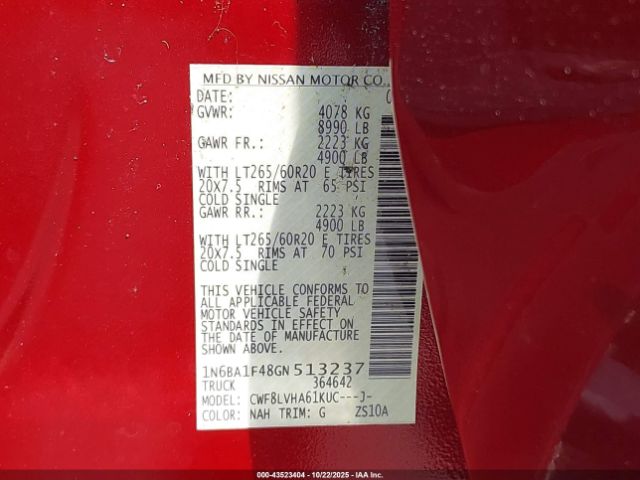 MFD BY NISSAN MOTOR CO.,
DATE:
GVWR: 4078 KG
8990 LB
GAWR FR.: 2223 KG
4900 LB
WITH LT265/60R20 E TIRES
20X7.5 RIMS AT 65 PSI
COLD SINGLE
GAWR RR.: 2223 KG
4900 LB
WITH LT265/60R20 E TIRES
20X7.5 RIMS AT 70 PSI
COLD SINGLE
THIS VEHICLE CONFORMS TO
ALL APPLICABLE FEDERAL
MOTOR VEHICLE SAFETY
STANDARDS IN EFFECT ON
THE DATE OF MANUFACTURE
SHOWN ABOVE.
1N6BA1F48GN 513237
TRUCK 364642
MODEL: CWF8LVHA61KUC---J-
COLOR: NAH TRIM: G ZS10A
000-43523404 | 10/22/2025 | IAA, Inc.